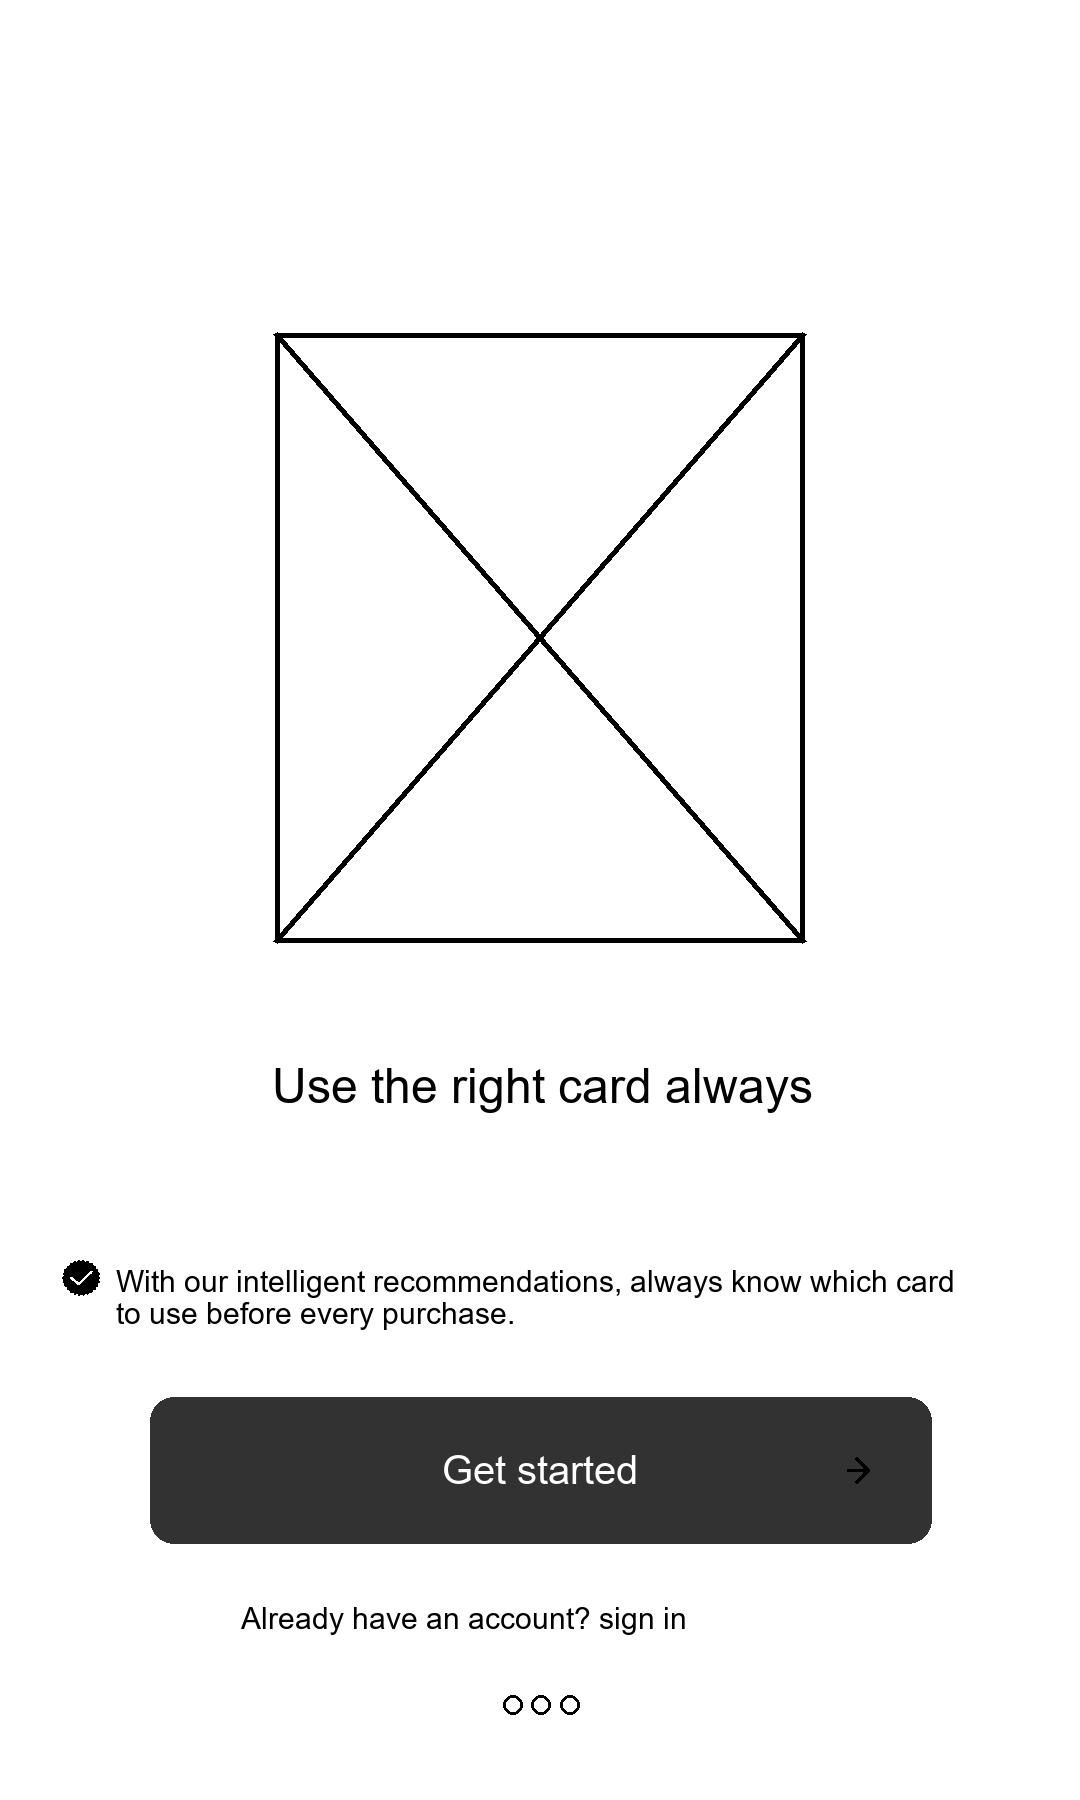 Use the right card always
With our intelligent recommendations, always know which card
to use before every purchase.
Get started
Already have an account? sign in